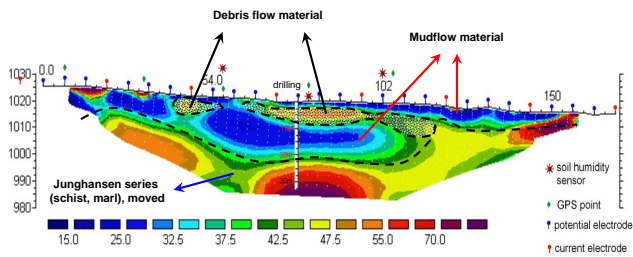 Debris flow material
Mudflow material
1030
0.0
54.0
drilling
102
150
1020
1010
1000
990
980
30m
Junghansen series
(schist, marl), moved
soil humidity
sensor
GPS point
potential electrode
current electrode
15.0 25.0 32.5 37.5 42.5 47.5 55.0 70.0